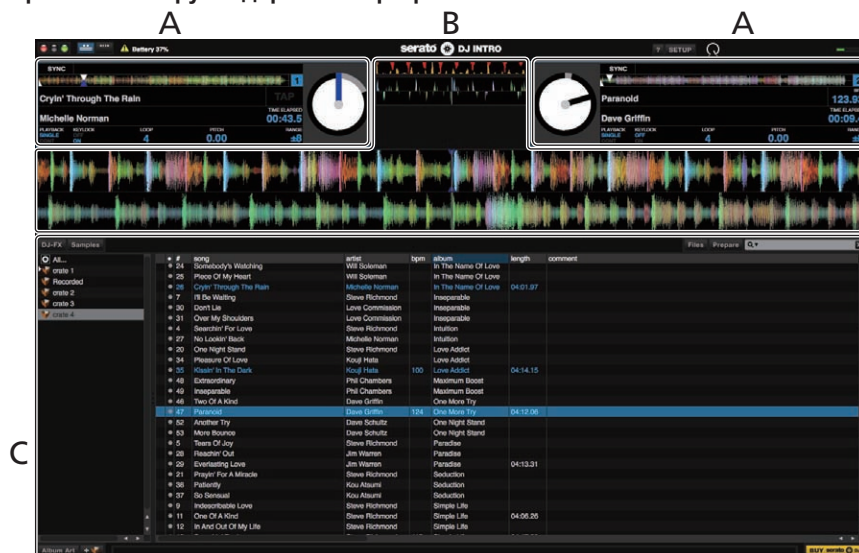 A B A
Battery 37% serato DJ INTRO ? SETUP
SYNC SYNC
1
Cryin' Through The Rain TAP Paranoid 123.9
TIME ELAPSED TIME ELAPSED
Michelle Norman 00:43.5 Dave Griffin 00:09.
PLAYBACK KEYLOCK LOOP PITCH RANGE PLAYBACK KEYLOCK LOOP PITCH RANGE
SINGLE OFF 4 0.00 ±8 SINGLE OFF 4 0.00 ±8
ON
DJ-FX Samples Files Prepare
All... # song artist bpm album length comment
crate 1
Recorded
crate 2
crate 3
crate 4
24 Somebody's Watching Will Soleman In The Name Of Love
25 Piece Of My Heart Will Soleman In The Name Of Love
26 Cryin' Through The Rain Michelle Norman In The Name Of Love 04:01.97
7 I'll Be Waiting Steve Richmond Inseparable
30 Don't Lie Love Commission Inseparable
31 Over My Shoulders Love Commission Inseparable
4 Searchin' For Love Steve Richmond Intuition
27 No Lookin' Back Michelle Norman Intuition
20 One Night Stand Steve Richmond Love Addict
34 Pleasure Of Love Kouji Hata Love Addict
35 Kissin' In The Dark Kouji Hata 100 Love Addict 04:14.15
48 Extraordinary Phil Chambers Maximum Boost
49 Inseparable Phil Chambers Maximum Boost
46 Two Of A Kind Dave Griffin One More Try
47 Paranoid Dave Griffin 124 One More Try 04:12.06
52 Another Try Dave Schultz One Night Stand
53 More Bounce Dave Schultz One Night Stand
5 Tears Of Joy Steve Richmond Paradise
28 Reachin' Out Jim Warren Paradise
29 Everlasting Love Jim Warren Paradise 04:13.31
21 Prayin' For A Miracle Steve Richmond Seduction
36 Patiently Kou Atsumi Seduction
37 So Sensual Kou Atsumi Seduction
9 Indescribable Love Steve Richmond Simple Life
11 One Of A Kind Steve Richmond Simple Life 04:06.26
12 In And Out Of My Life Steve Richmond Simple Life
C
Album Art BUY serato